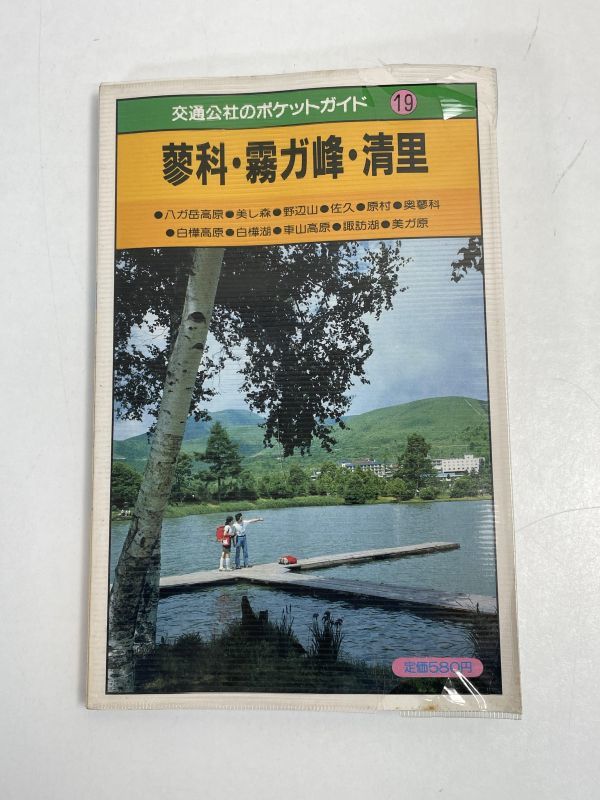 交通公社のポケットガイド 19
蓼科・霧ガ峰・清里
●八ガ岳高原●美し森●野辺山●佐久●原村●奥蓼科
●白樺高原●白樺湖●車山高原●諏訪湖●美ガ原
定価580円